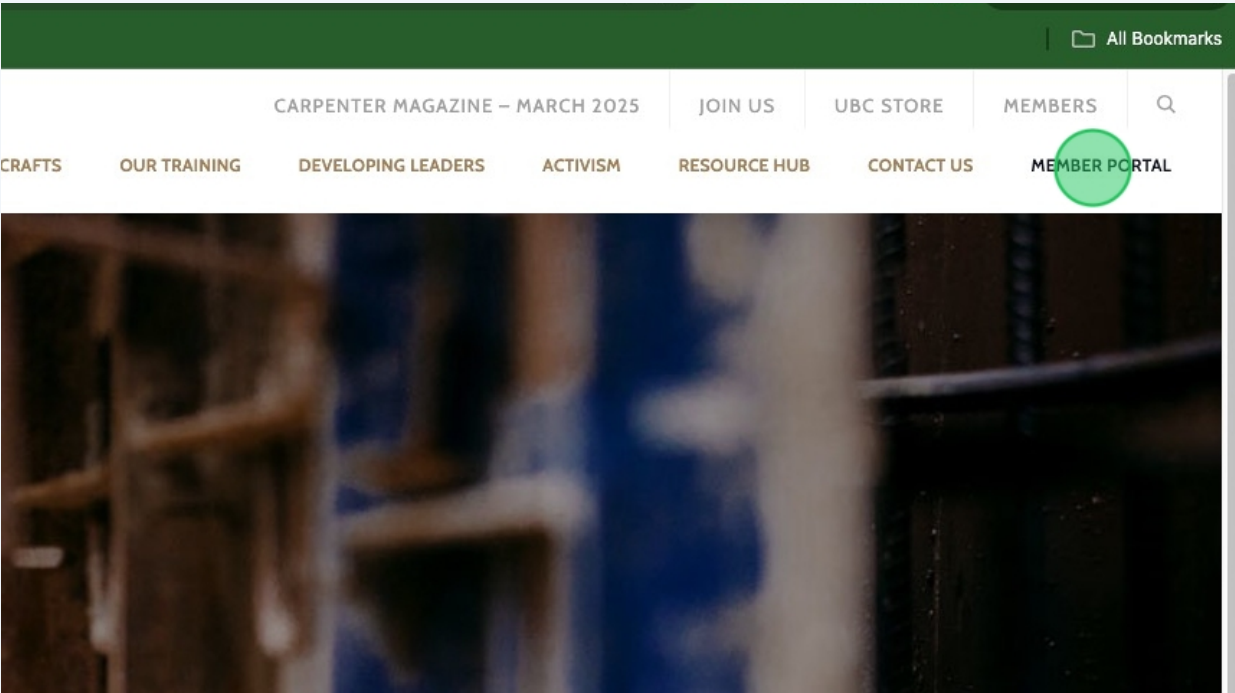 All Bookmarks
CARPENTER MAGAZINE – MARCH 2025 JOIN US UBC STORE MEMBERS
CRAFTS OUR TRAINING DEVELOPING LEADERS ACTIVISM RESOURCE HUB CONTACT US MEMBER PORTAL